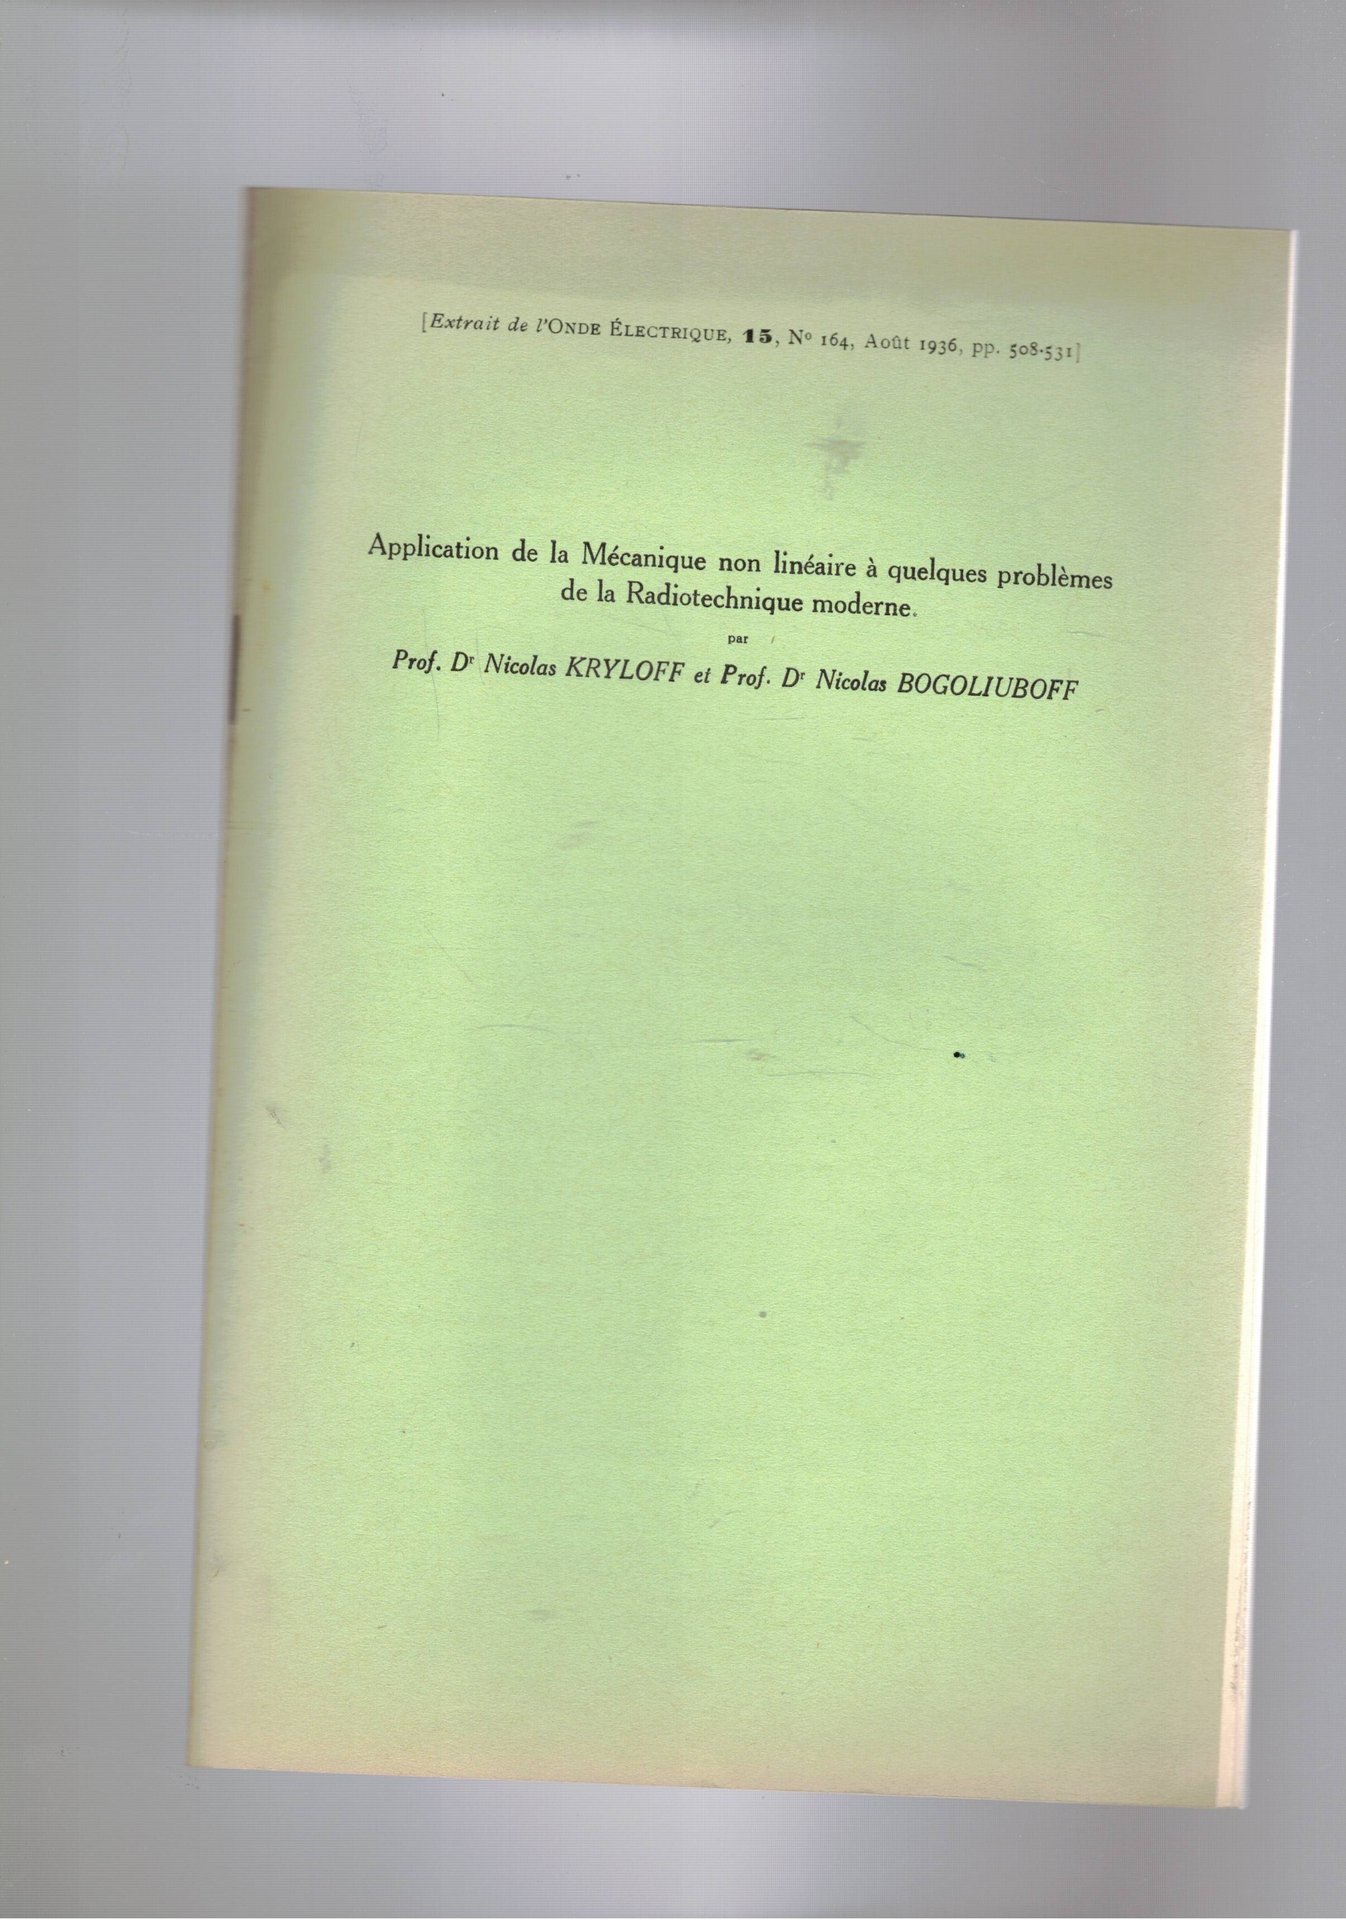 [Extrait de l'ONDE ÉLECTRIQUE, 15, Nº 164, Août 1936, pp. 508-531]
Application de la Mécanique non linéaire à quelques problèmes
de la Radiotechnique moderne.
par
Prof. Dʳ Nicolas KRYLOFF et Prof. Dʳ Nicolas BOGOLIUBOFF